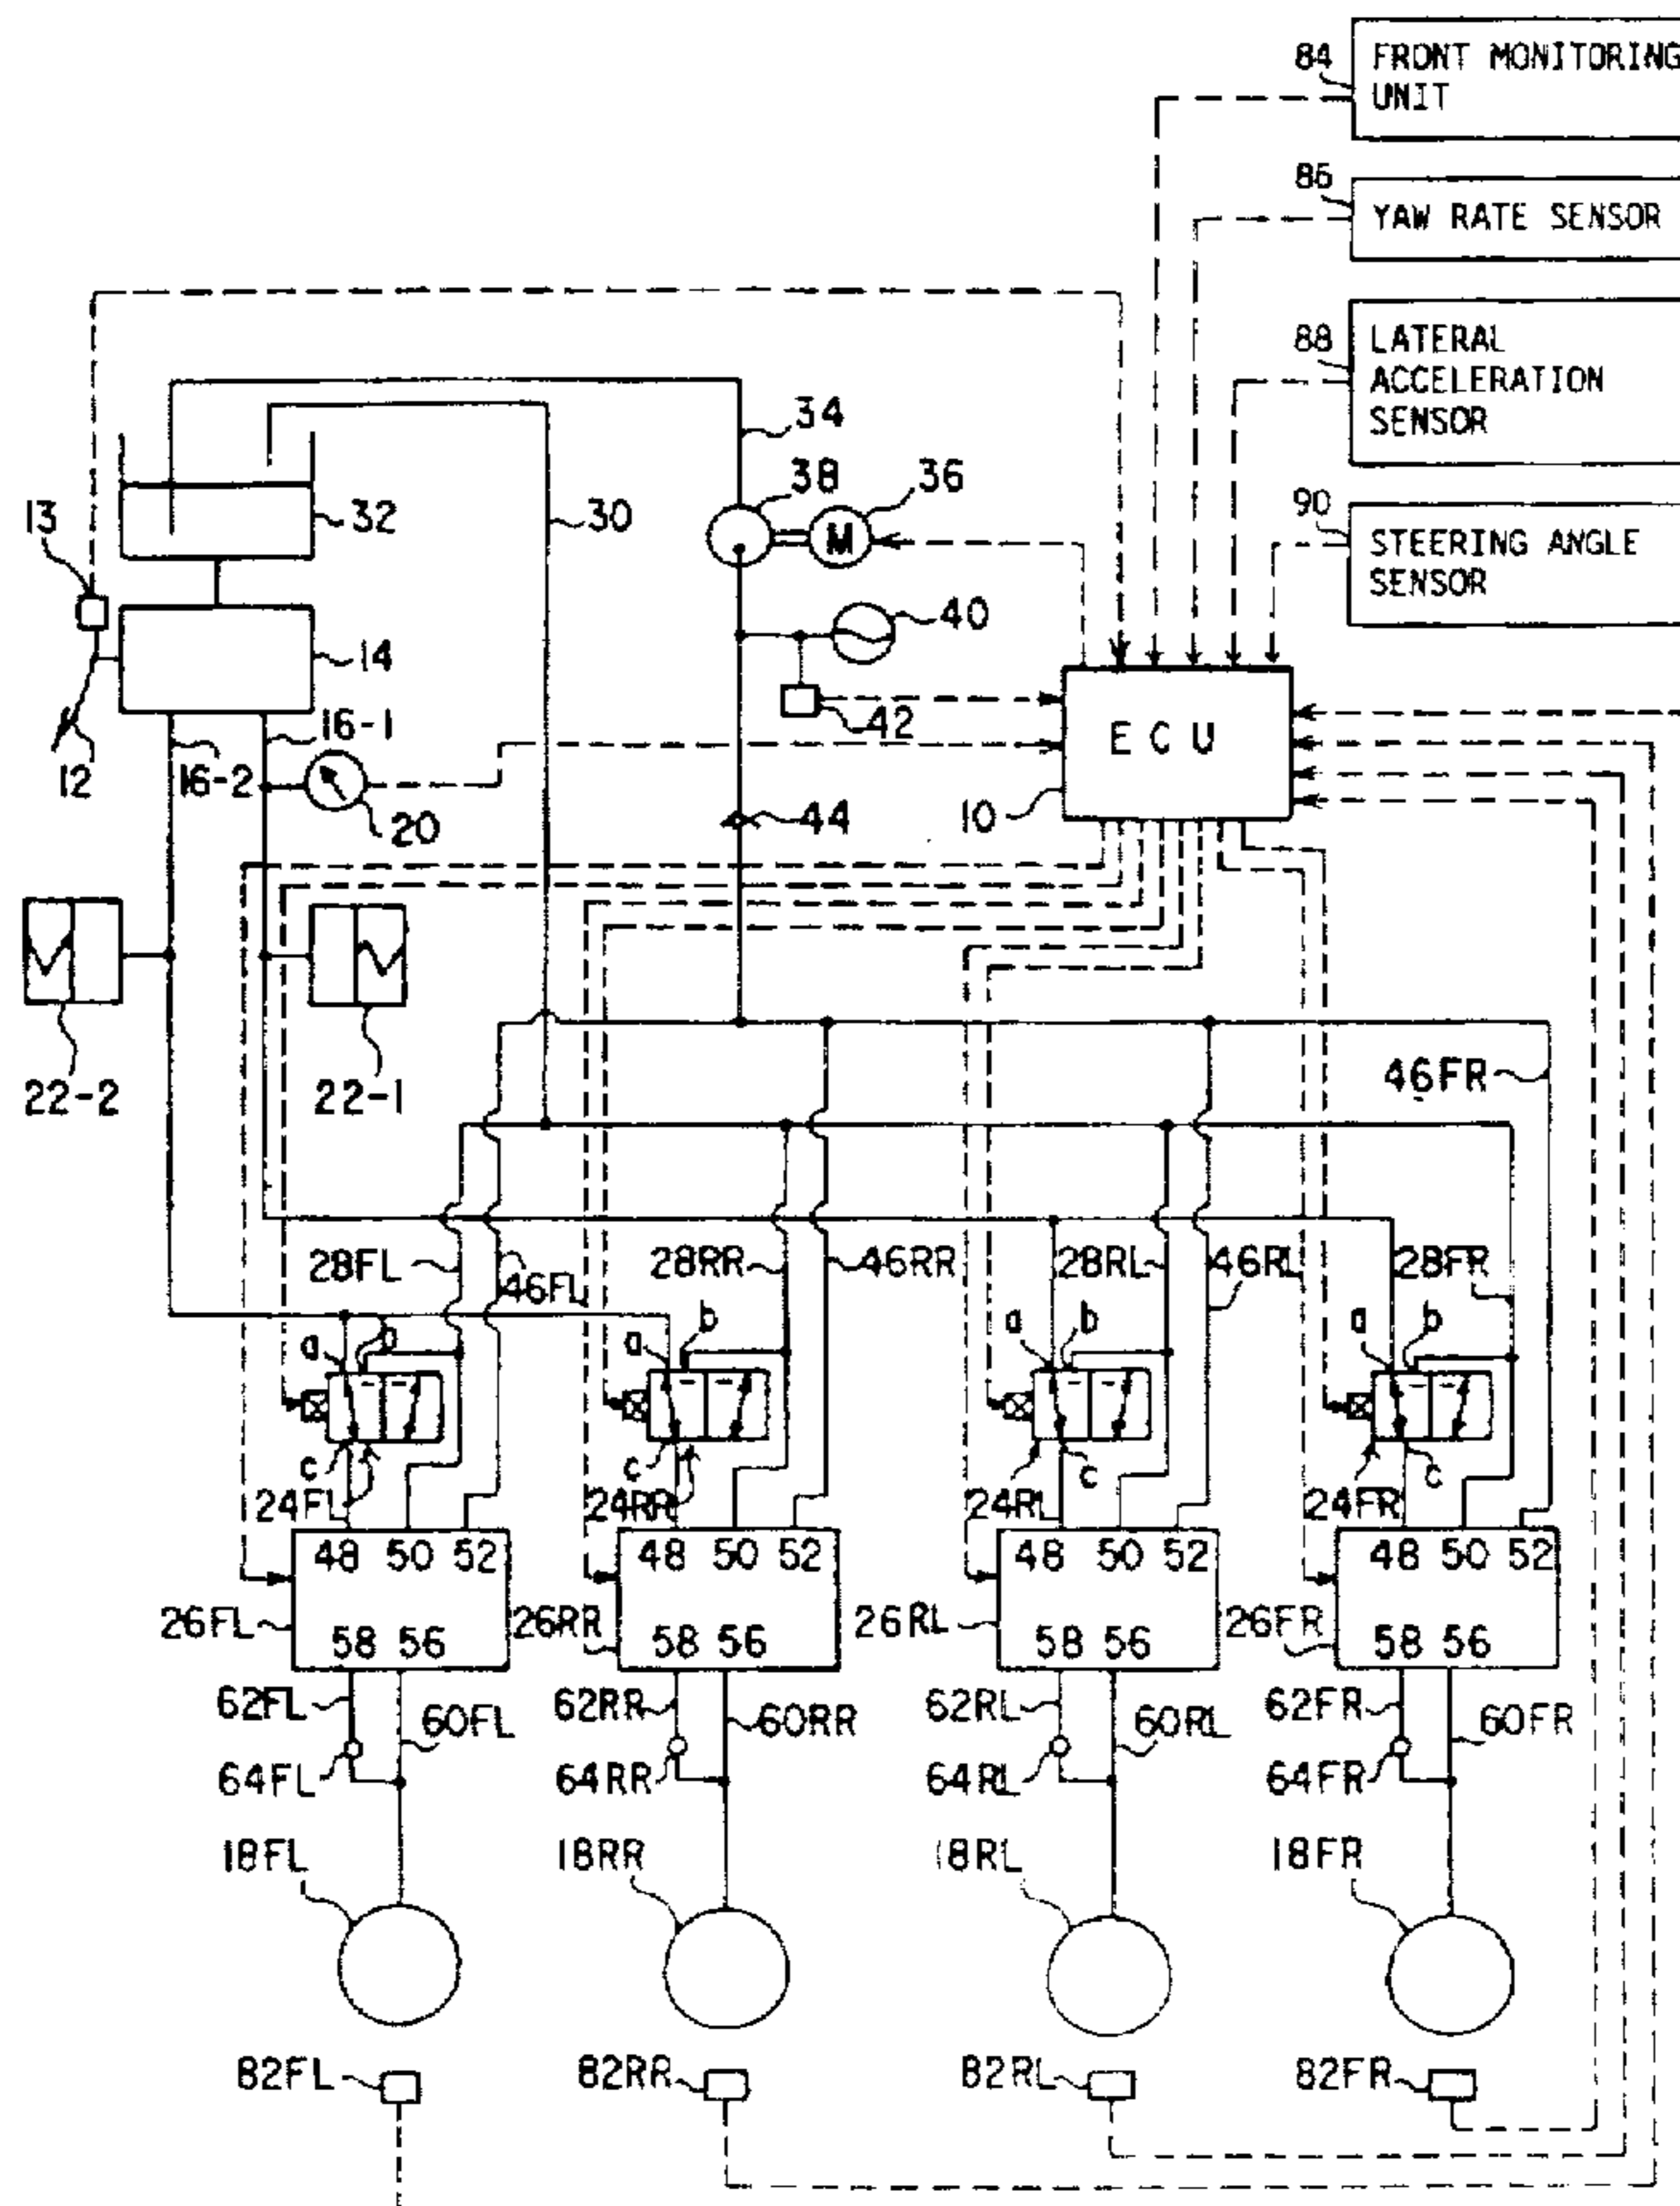 84
FRONT MONITORING
UNIT
86
YAW RATE SENSOR
88
LATERAL
ACCELERATION
SENSOR
90
STEERING ANGLE
SENSOR
34
38
36
M
13
32
30
40
14
42
ECU
16-1
12
16-2
20
44
10
22-2
22-1
46FR
28FL
46FL
28RR
46RR
28RL
46RL
28FR
a
b
a
b
a
b
a
b
c
c
c
c
24FL
24RR
24RL
24FR
48 50 52
48 50 52
48 50 52
48 50 52
26FL
58 56
26RR
58 56
26RL
58 56
26FR
58 56
62FL
60FL
62RR
60RR
62RL
60RL
62FR
60FR
64FL
64RR
64RL
64FR
18FL
18RR
18RL
18FR
82FL
82RR
82RL
82FR